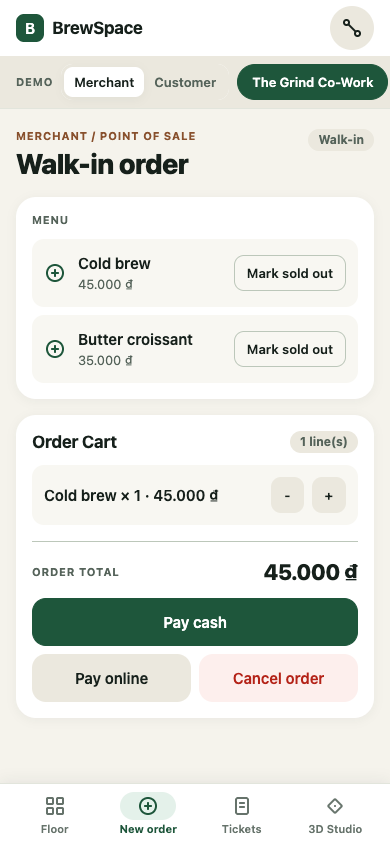 B BrewSpace
DEMO Merchant Customer The Grind Co-Work
MERCHANT / POINT OF SALE
Walk-in
Walk-in order
MENU
Cold brew
45.000 ₫
Mark sold out
Butter croissant
35.000 ₫
Mark sold out
Order Cart
1 line(s)
Cold brew × 1 · 45.000 ₫
- +
ORDER TOTAL
45.000 ₫
Pay cash
Pay online
Cancel order
Floor
New order
Tickets
3D Studio